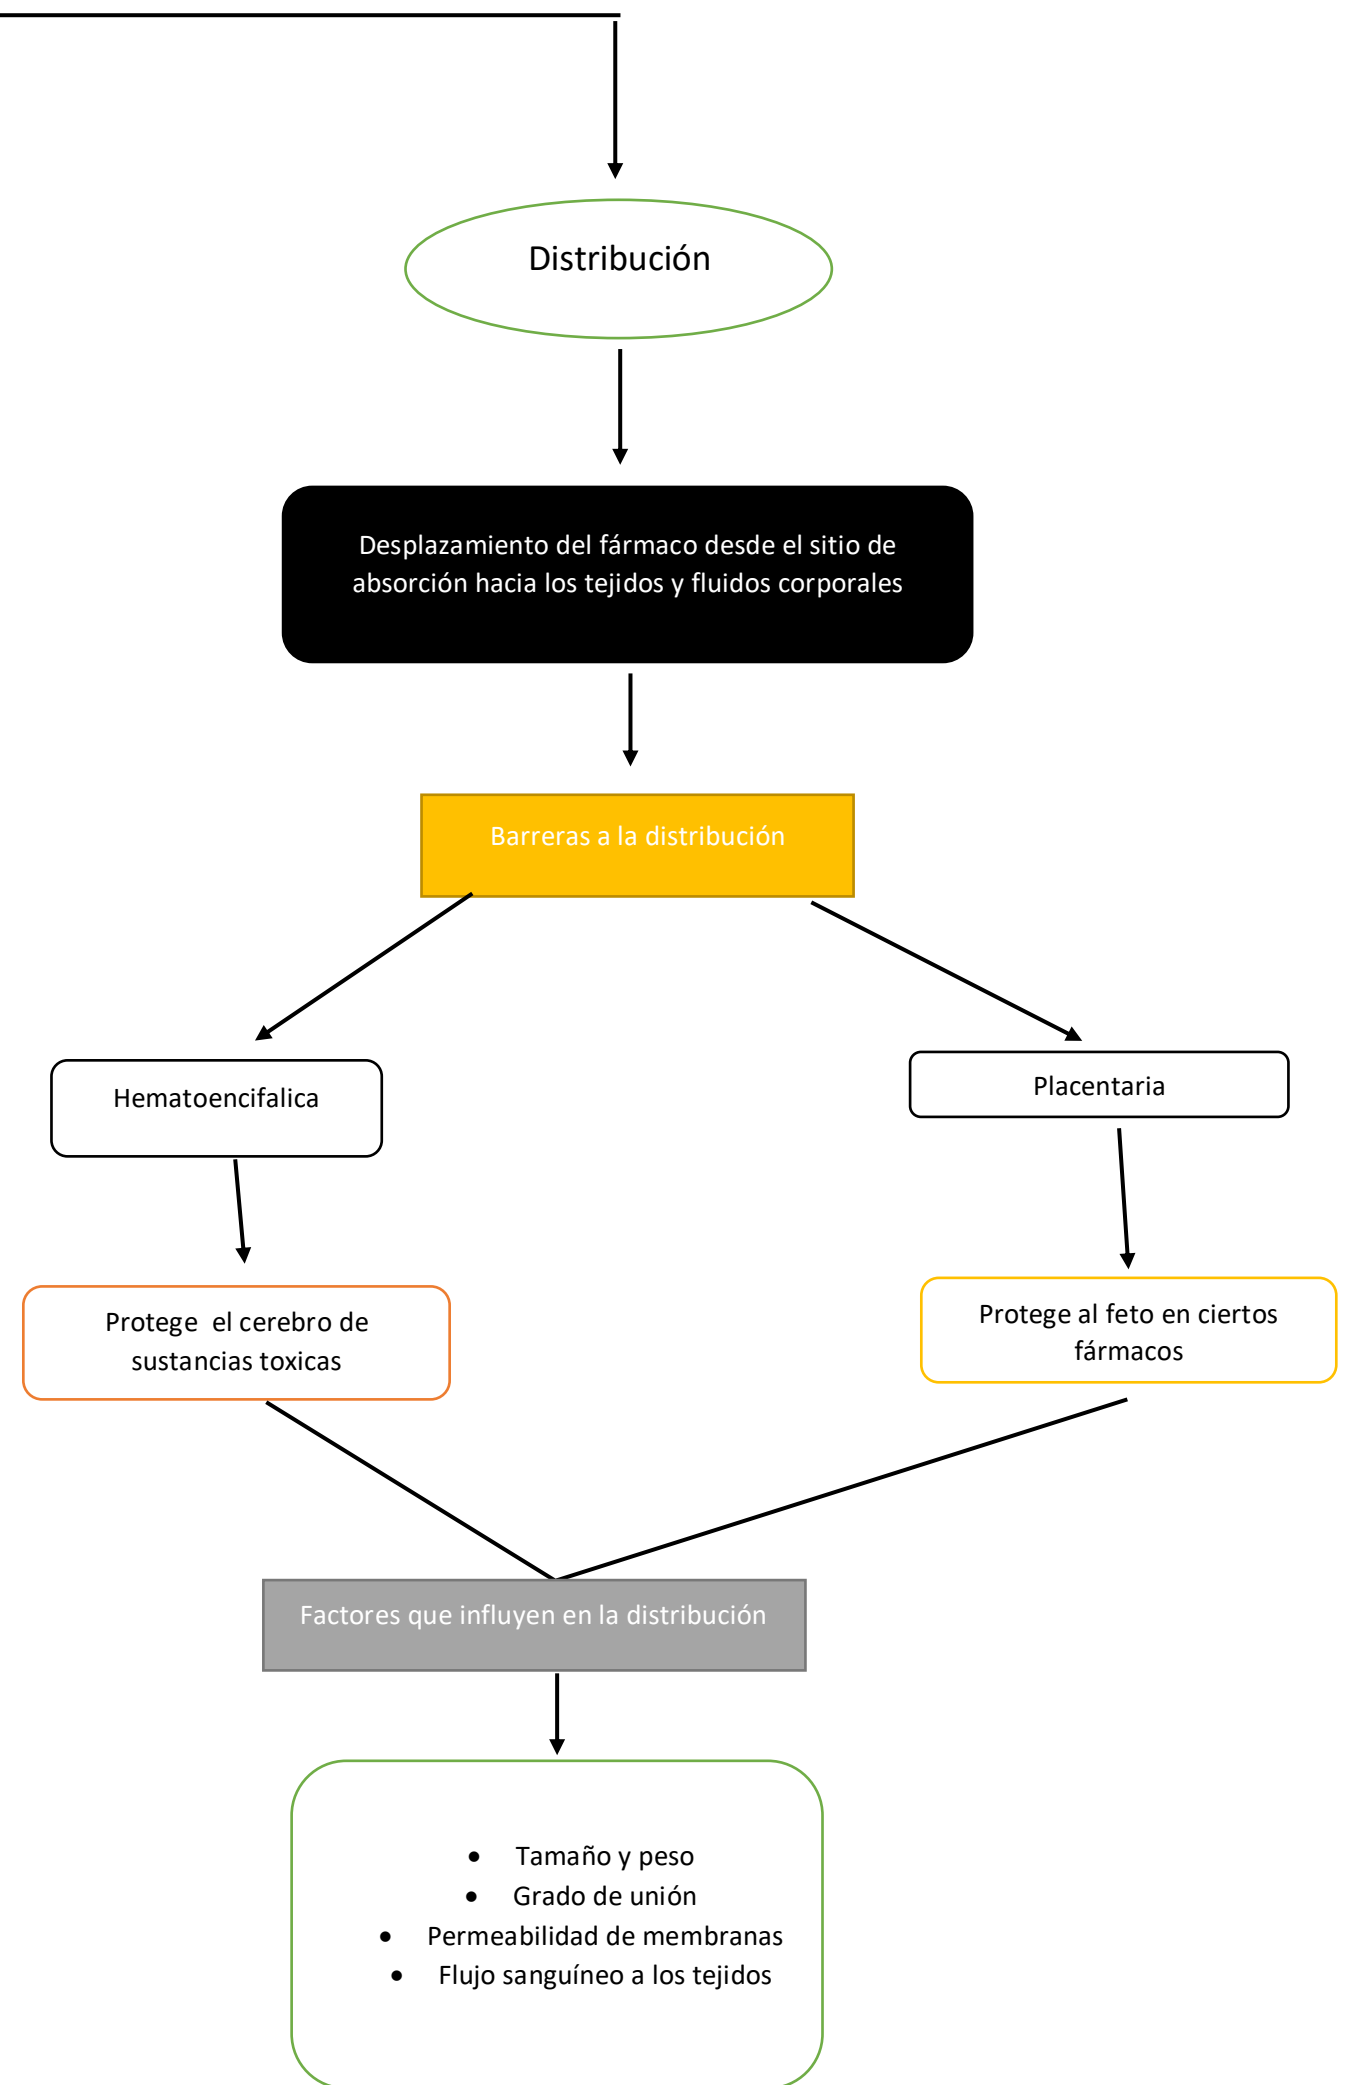 Distribución
Desplazamiento del fármaco desde el sitio de
absorción hacia los tejidos y fluidos corporales
Barreras a la distribución
Hematoencifalica
Placentaria
Protege  el cerebro de
sustancias toxicas
Protege al feto en ciertos
fármacos
Factores que influyen en la distribución
• Tamaño y peso
• Grado de unión
• Permeabilidad de membranas
• Flujo sanguíneo a los tejidos